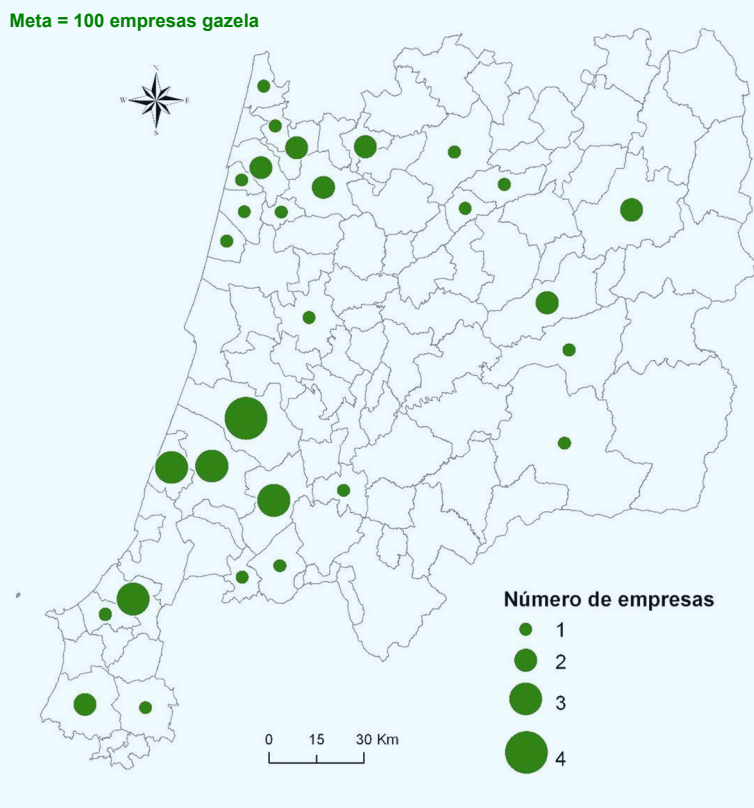 Meta = 100 empresas gazela
N
W E
S
Número de empresas
1
2
3
4
0 15 30 Km